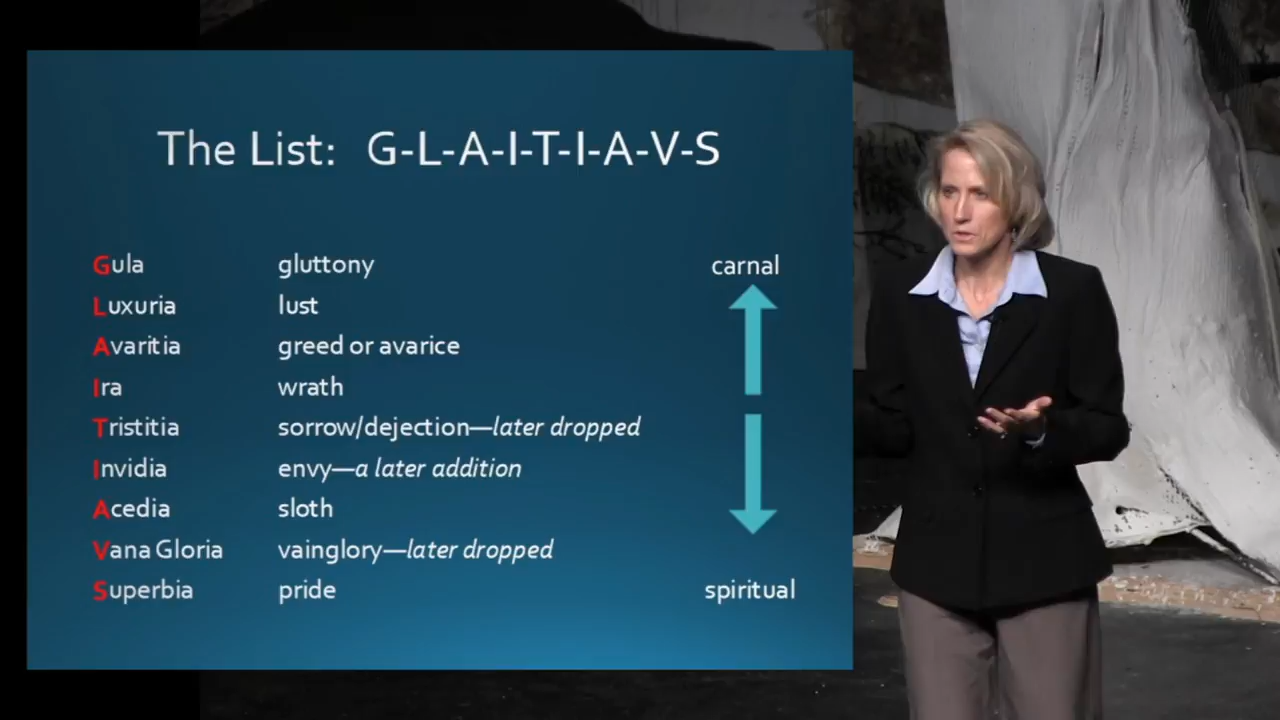 The List: G-L-A-I-T-I-A-V-S
Gula gluttony carnal
Luxuria lust
Avaritia greed or avarice
Ira wrath
Tristitia sorrow/dejection—later dropped
Invidia envy—a later addition
Acedia sloth
Vana Gloria vainglory—later dropped
Superbia pride spiritual